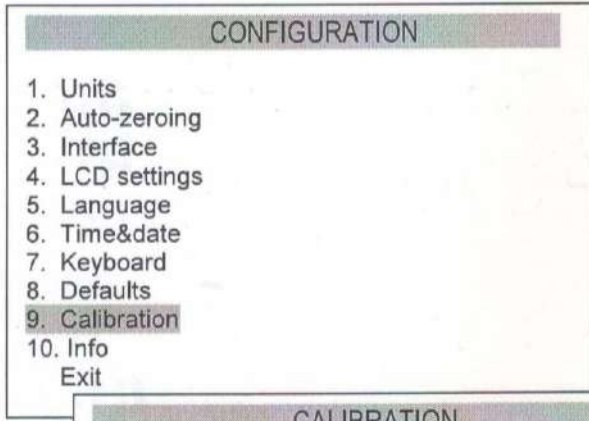 CONFIGURATION
1. Units
2. Auto-zeroing
3. Interface
4. LCD settings
5. Language
6. Time&date
7. Keyboard
8. Defaults
9. Calibration
10. Info
Exit
CALIBRATION